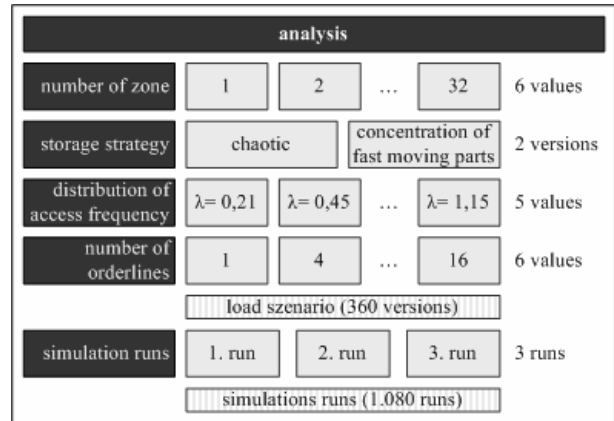 analysis
number of zone 1 2 ... 32 6 values
storage strategy chaotic concentration of fast moving parts 2 versions
distribution of access frequency λ= 0,21 λ= 0,45 ... λ= 1,15 5 values
number of orderlines 1 4 ... 16 6 values
load szenario (360 versions)
simulation runs 1. run 2. run 3. run 3 runs
simulations runs (1.080 runs)